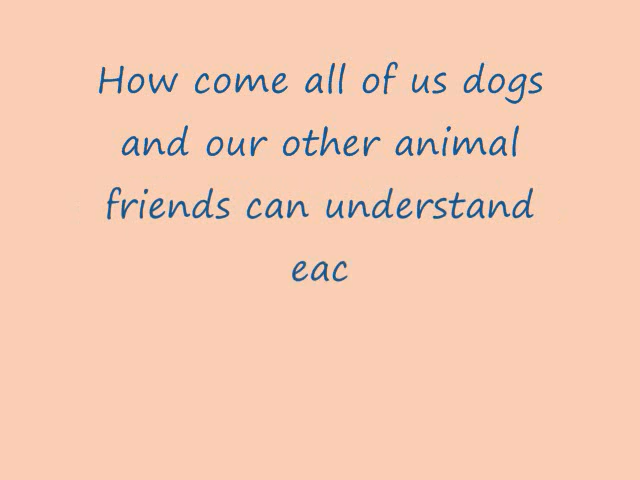 How come all of us dogs
and our other animal
friends can understand
eac